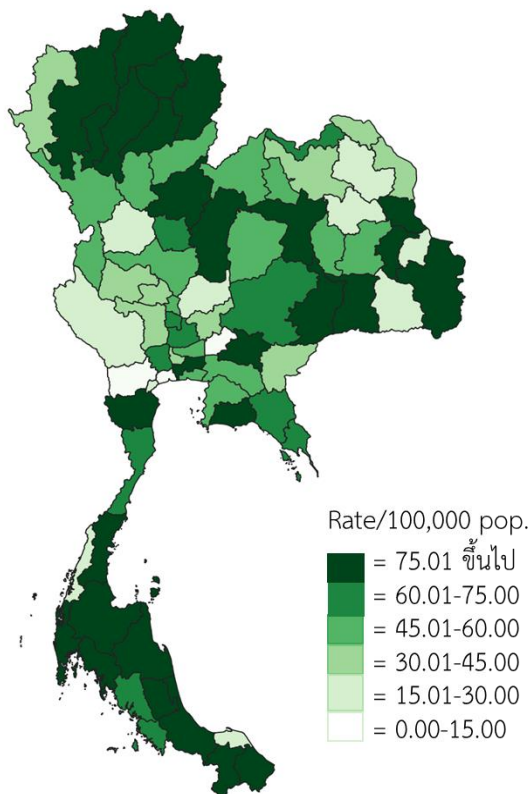 Rate/100,000 pop.
= 75.01 ขึ้นไป
= 60.01-75.00
= 45.01-60.00
= 30.01-45.00
= 15.01-30.00
= 0.00-15.00